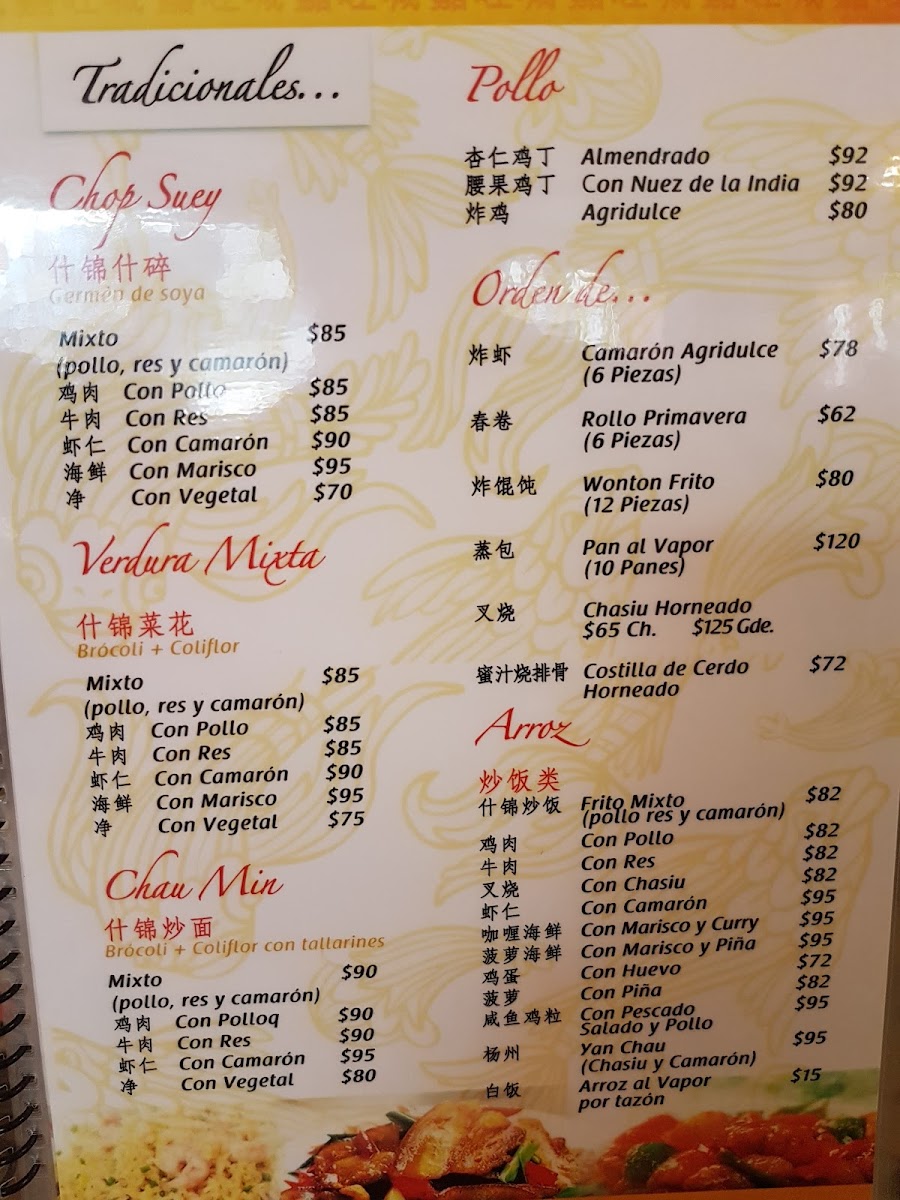 Tradicionales...
Chop Suey
什锦什碎
Germèn de soya
Mixto $85
(pollo, res y camarón)
鸡肉 Con Pollo $85
牛肉 Con Res $85
虾仁 Con Camarón $90
海鲜 Con Marisco $95
净 Con Vegetal $70
Verdura Mixta
什锦菜花
Brócoli + Coliflor
Mixto $85
(pollo, res y camarón)
鸡肉 Con Pollo $85
牛肉 Con Res $85
虾仁 Con Camarón $90
海鲜 Con Marisco $95
净 Con Vegetal $75
Chau Min
什锦炒面
Brócoli + Coliflor con tallarines
Mixto $90
(pollo, res y camarón)
鸡肉 Con Polloq $90
牛肉 Con Res $90
虾仁 Con Camarón $95
净 Con Vegetal $80
Pollo
杏仁鸡丁 Almendrado $92
腰果鸡丁 Con Nuez de la India $92
炸鸡 Agridulce $80
Orden de...
炸虾 Camarón Agridulce $78
(6 Piezas)
春卷 Rollo Primavera $62
(6 Piezas)
炸馄饨 Wonton Frito $80
(12 Piezas)
蒸包 Pan al Vapor $120
(10 Panes)
叉烧 Chasiu Horneado
$65 Ch. $125 Gde.
蜜汁烧排骨 Costilla de Cerdo $72
Horneado
Arroz
炒饭类
什锦炒饭 Frito Mixto $82
(pollo res y camarón)
鸡肉 Con Pollo $82
牛肉 Con Res $82
叉烧 Con Chasiu $82
虾仁 Con Camarón $95
咖喱海鲜 Con Marisco y Curry $95
菠萝海鲜 Con Marisco y Piña $95
鸡蛋 Con Huevo $72
菠萝 Con Piña $82
咸鱼鸡粒 Con Pescado $95
Salado y Pollo
杨州 Yan Chau $95
(Chasiu y Camarón)
白饭 Arroz al Vapor $15
por tazón